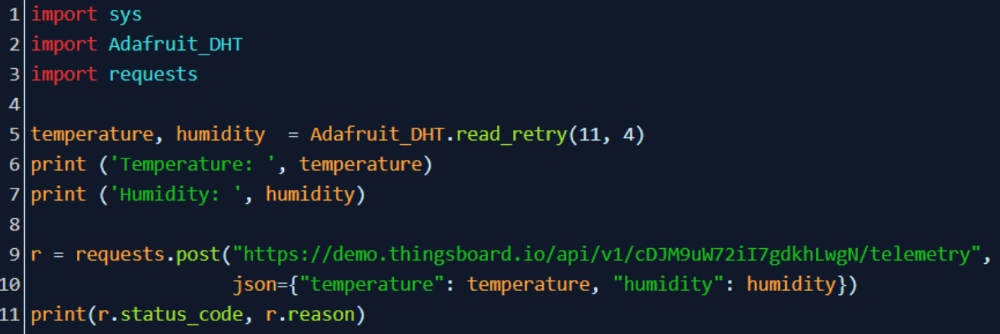 1 import sys
2 import Adafruit_DHT
3 import requests
4
5 temperature, humidity  = Adafruit_DHT.read_retry(11, 4)
6 print ('Temperature: ', temperature)
7 print ('Humidity: ', humidity)
8
9 r = requests.post("https://demo.thingsboard.io/api/v1/cDJM9uW72iI7gdkhLwgN/telemetry",
10                   json={"temperature": temperature, "humidity": humidity})
11 print(r.status_code, r.reason)